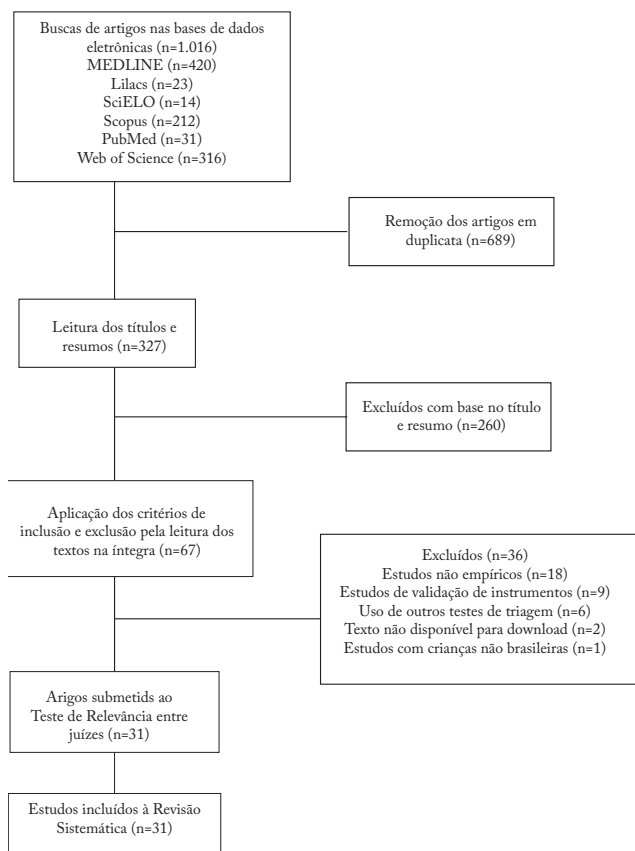 Buscas de artigos nas bases de dados
eletrônicas (n=1.016)
MEDLINE (n=420)
Lilacs (n=23)
SciELO (n=14)
Scopus (n=212)
PubMed (n=31)
Web of Science (n=316)
Remoção dos artigos em
duplicata (n=689)
Leitura dos títulos e
resumos (n=327)
Excluídos com base no título
e resumo (n=260)
Aplicação dos critérios de
inclusão e exclusão pela leitura dos
textos na íntegra (n=67)
Excluídos (n=36)
Estudos não empíricos (n=18)
Estudos de validação de instrumentos (n=9)
Uso de outros testes de triagem (n=6)
Texto não disponível para download (n=2)
Estudos com crianças não brasileiras (n=1)
Arigos submetids ao
Teste de Relevância entre
juízes (n=31)
Estudos incluídos à Revisão
Sistemática (n=31)